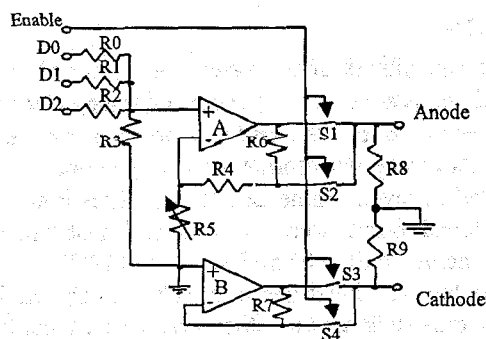 Enable
D0
R0
D1
R1
D2
R2
R3
+
A
-
R6
S1
Anode
R4
S2
R8
R5
R9
+
B
-
R7
S3
Cathode
S4